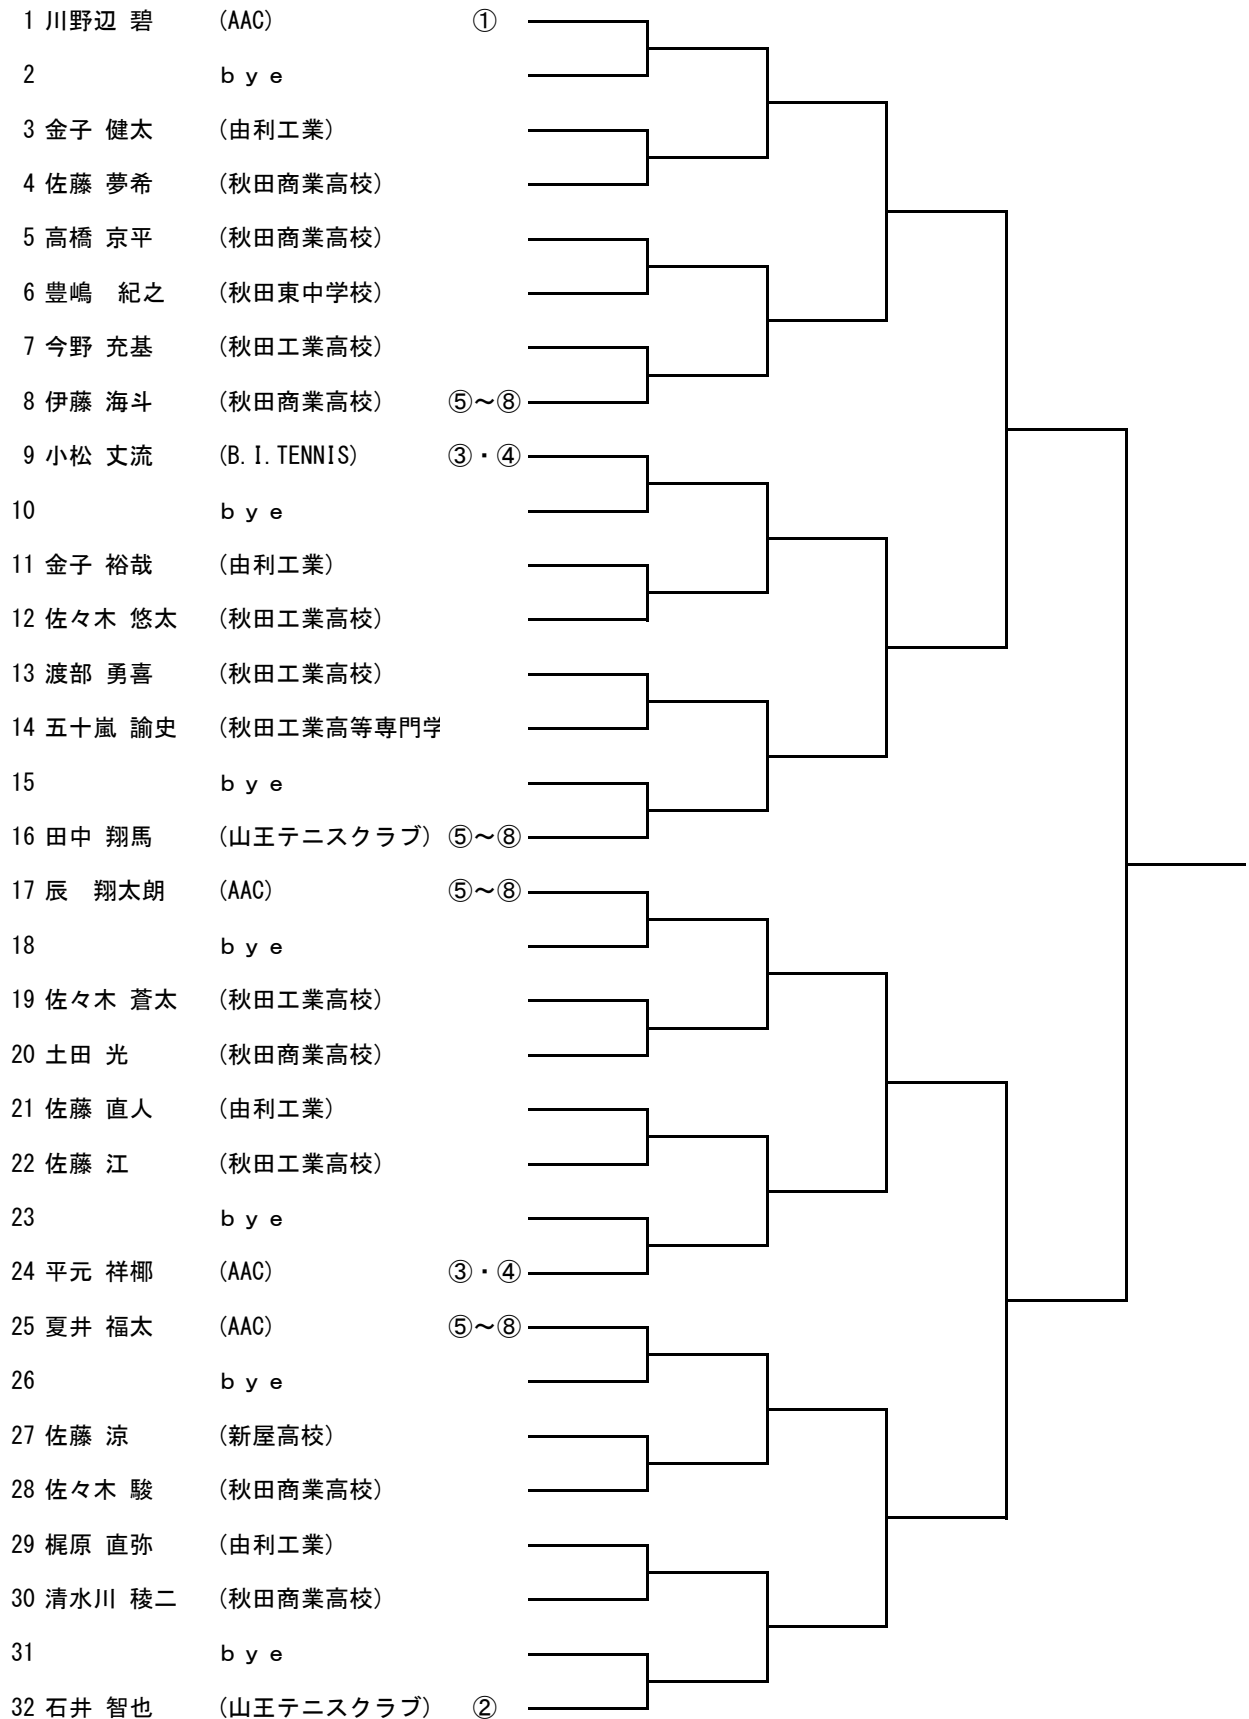 1 川野辺 碧 (AAC) ①
2 ｂｙｅ
3 金子 健太 (由利工業)
4 佐藤 夢希 (秋田商業高校)
5 高橋 京平 (秋田商業高校)
6 豊嶋　紀之 (秋田東中学校)
7 今野 充基 (秋田工業高校)
8 伊藤 海斗 (秋田商業高校) ⑤～⑧
9 小松 丈流 (B.I.TENNIS) ③・④
10 ｂｙｅ
11 金子 裕哉 (由利工業)
12 佐々木 悠太 (秋田工業高校)
13 渡部 勇喜 (秋田工業高校)
14 五十嵐 諭史 (秋田工業高等専門学
15 ｂｙｅ
16 田中 翔馬 (山王テニスクラブ) ⑤～⑧
17 辰　翔太朗 (AAC) ⑤～⑧
18 ｂｙｅ
19 佐々木 蒼太 (秋田工業高校)
20 土田 光 (秋田商業高校)
21 佐藤 直人 (由利工業)
22 佐藤 江 (秋田工業高校)
23 ｂｙｅ
24 平元 祥椰 (AAC) ③・④
25 夏井 福太 (AAC) ⑤～⑧
26 ｂｙｅ
27 佐藤 涼 (新屋高校)
28 佐々木 駿 (秋田商業高校)
29 梶原 直弥 (由利工業)
30 清水川 稜二 (秋田商業高校)
31 ｂｙｅ
32 石井 智也 (山王テニスクラブ) ②